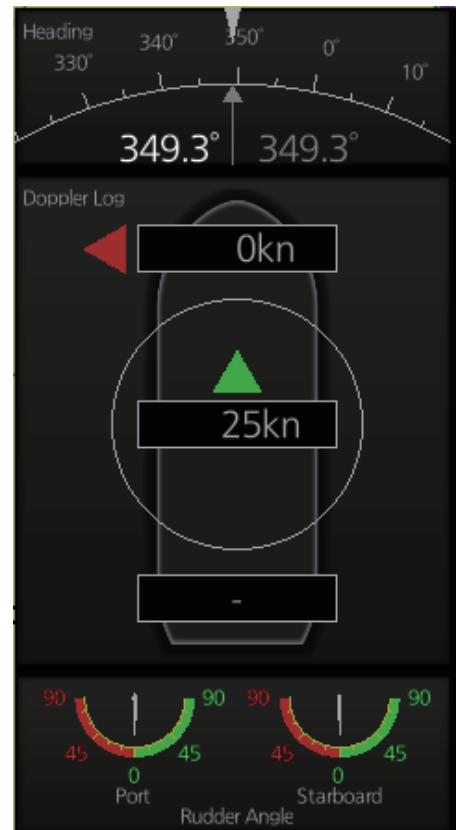 Heading
330° 340° 350° 0° 10°
349.3° 349.3°
Doppler Log
0kn
25kn
-
90 90 90 90
45 45 45 45
0 0
Port Starboard
Rudder Angle